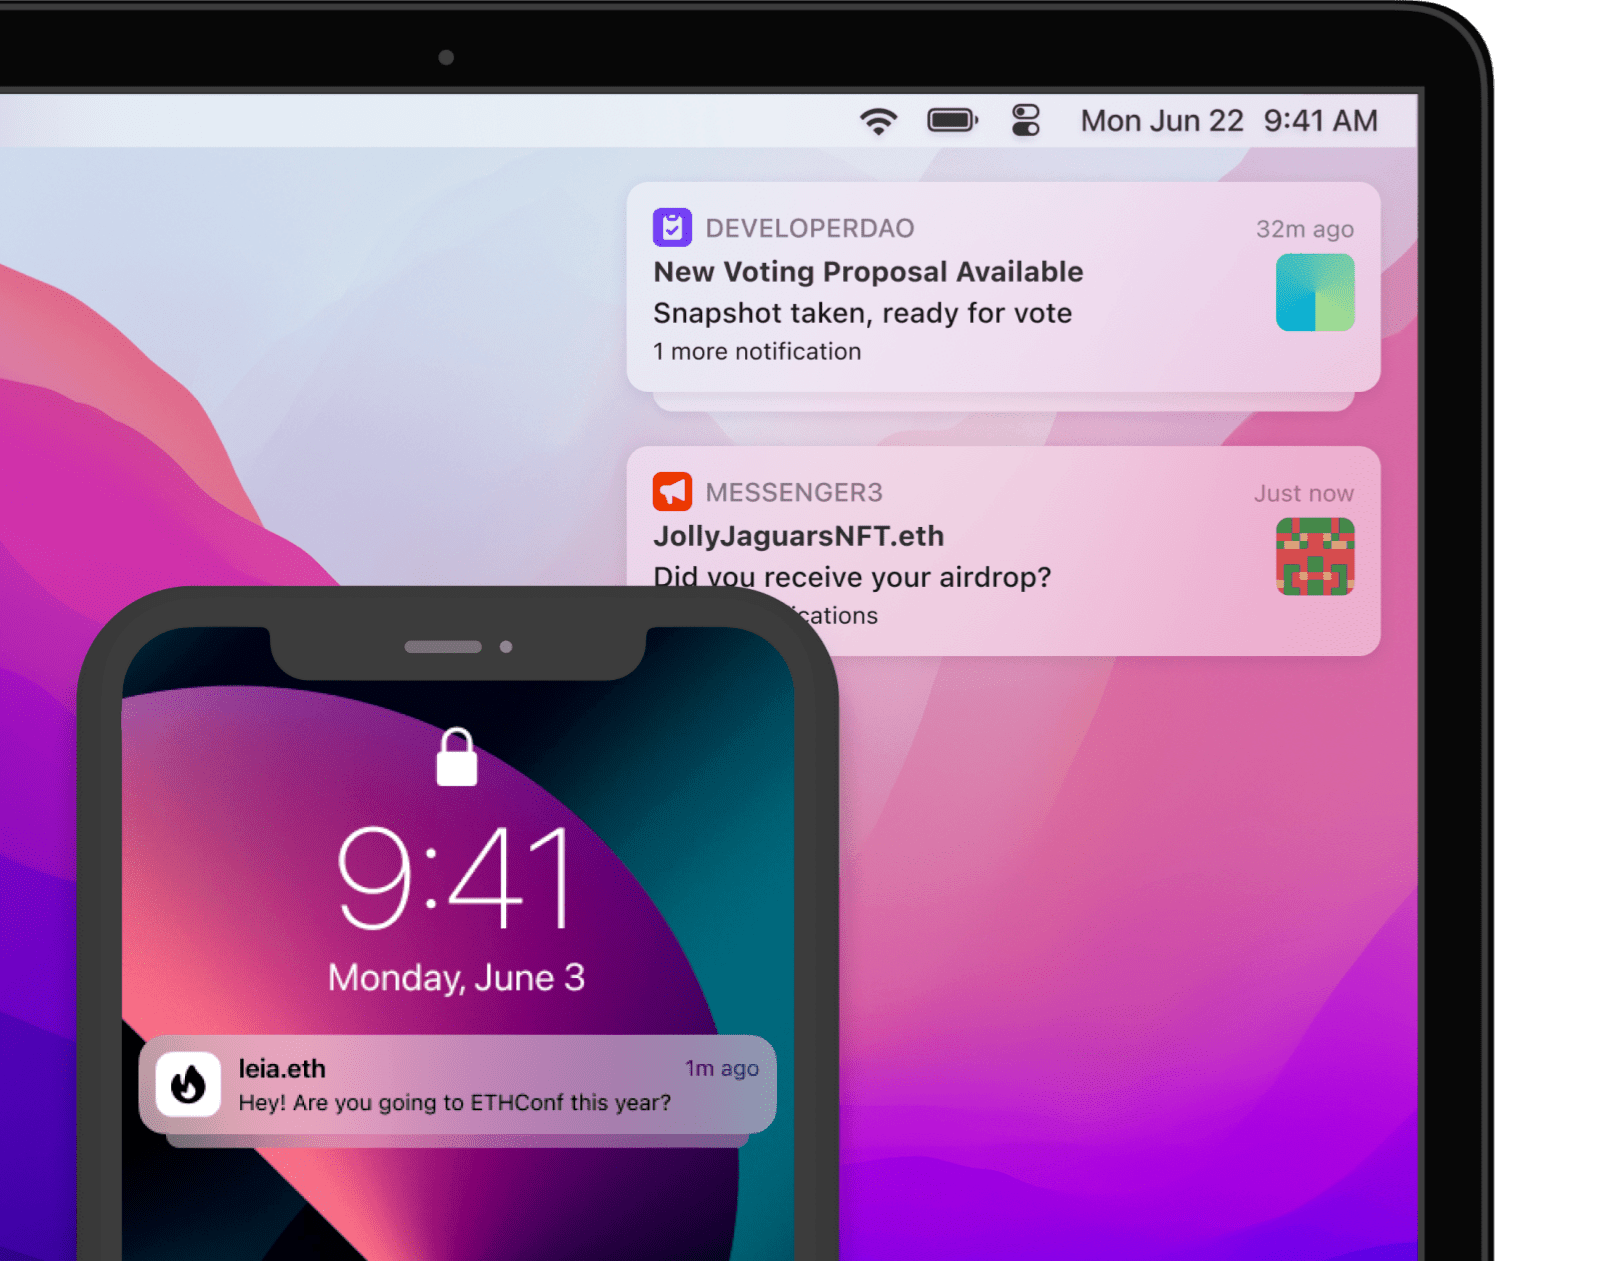 Mon Jun 22 9:41 AM
DEVELOPERDAO
32m ago
New Voting Proposal Available
Snapshot taken, ready for vote
1 more notification
MESSENGER3
Just now
JollyJaguarsNFT.eth
Did you receive your airdrop?
9:41
Monday, June 3
leia.eth
1m ago
Hey! Are you going to ETHConf this year?